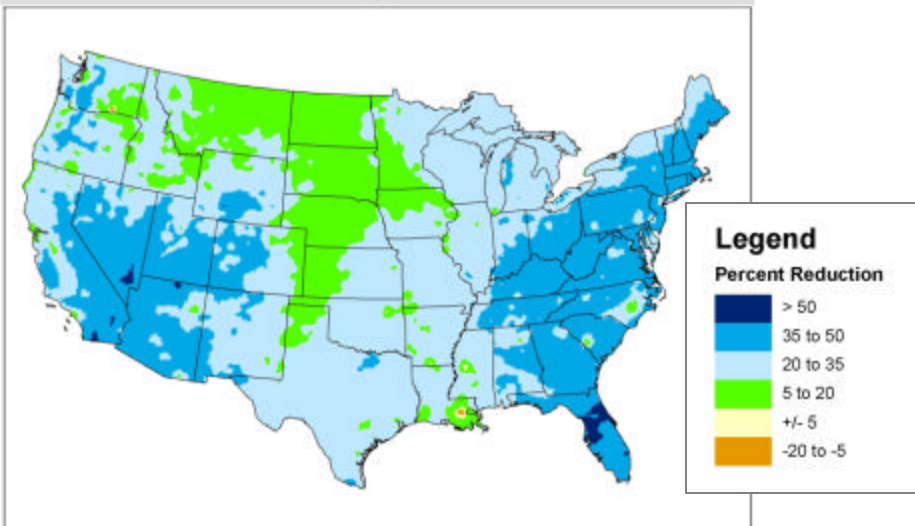 Legend
Percent Reduction
> 50
35 to 50
20 to 35
5 to 20
+/- 5
-20 to -5